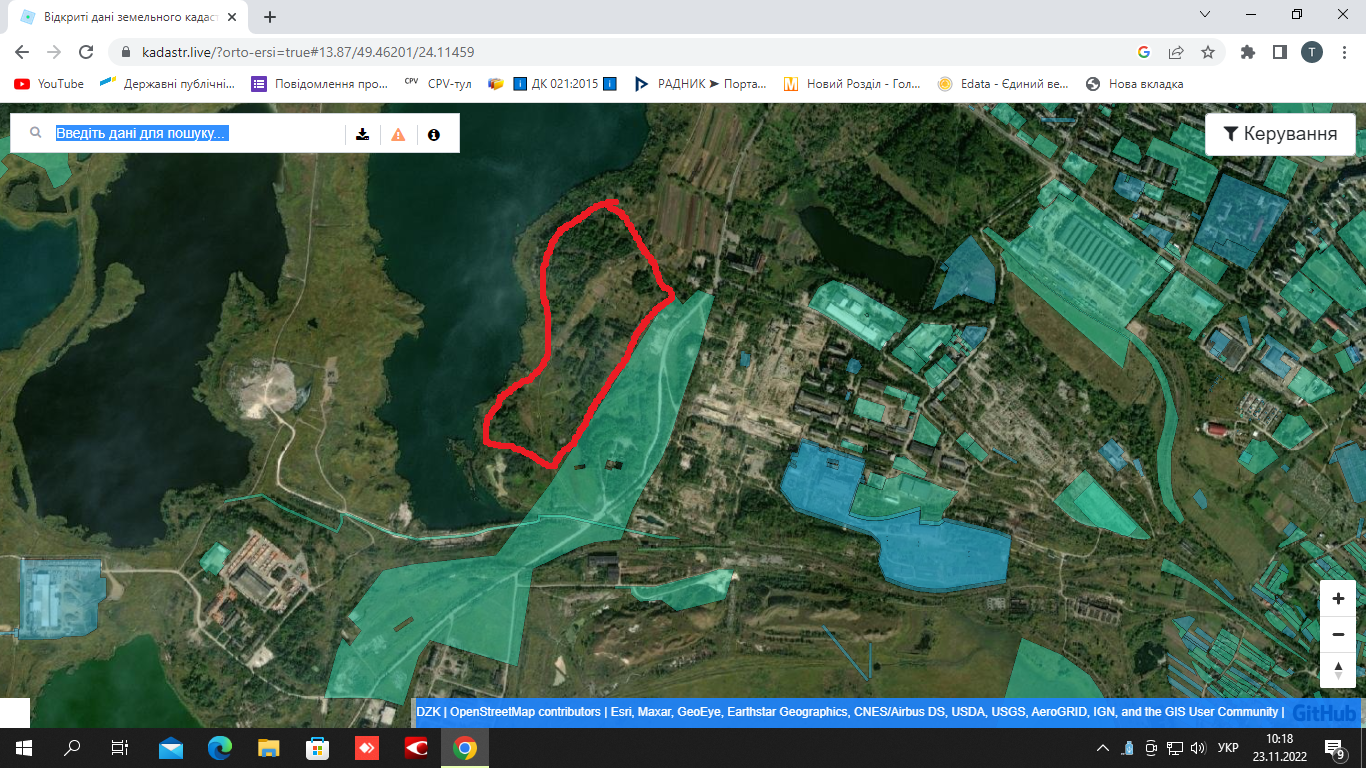 Відкриті дані земельного кадаст
kadastr.live/?orto-ersi=true#13.87/49.46201/24.11459
T
YouTube
Державні публічні...
Повідомлення про...
CPV
CPV-тул
ДК 021:2015
РАДНИК ➤ Порта...
Новий Розділ - Гол...
Edata - Єдиний ве...
Нова вкладка
Введіть дані для пошуку...
Керування
DZK | OpenStreetMap contributors | Esri, Maxar, GeoEye, Earthstar Geographics, CNES/Airbus DS, USDA, USGS, AeroGRID, IGN, and the GIS User Community |
GitHub
УКР
10:18
23.11.2022
9